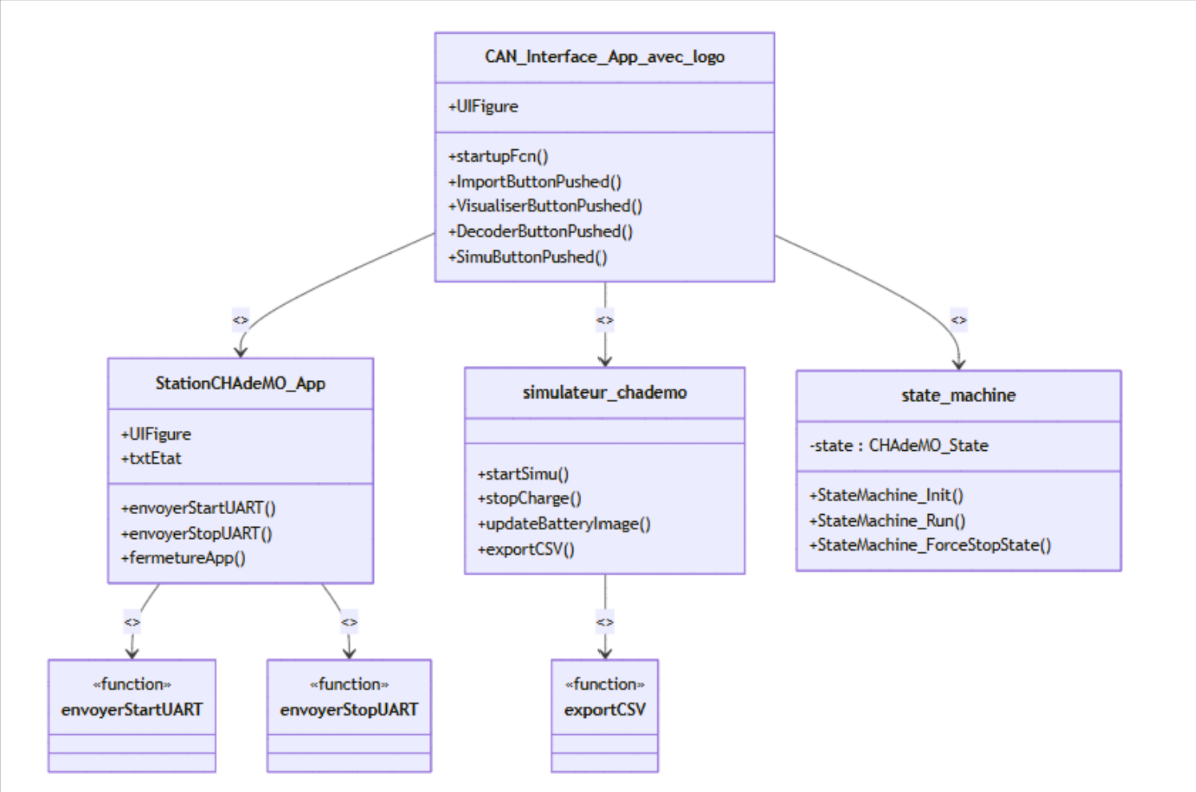 CAN_Interface_App_avec_logo
+UIFigure
+startupFcn()
+ImportButtonPushed()
+VisualiserButtonPushed()
+DecoderButtonPushed()
+SimuButtonPushed()
<>
<>
<>
StationCHAdeMO_App
+UIFigure
+txtEtat
+envoyerStartUART()
+envoyerStopUART()
+fermetureApp()
simulateur_chademo
+startSimu()
+stopCharge()
+updateBatteryImage()
+exportCSV()
state_machine
-state : CHAdeMO_State
+StateMachine_Init()
+StateMachine_Run()
+StateMachine_ForceStopState()
<>
<>
<>
«function»
envoyerStartUART
«function»
envoyerStopUART
«function»
exportCSV